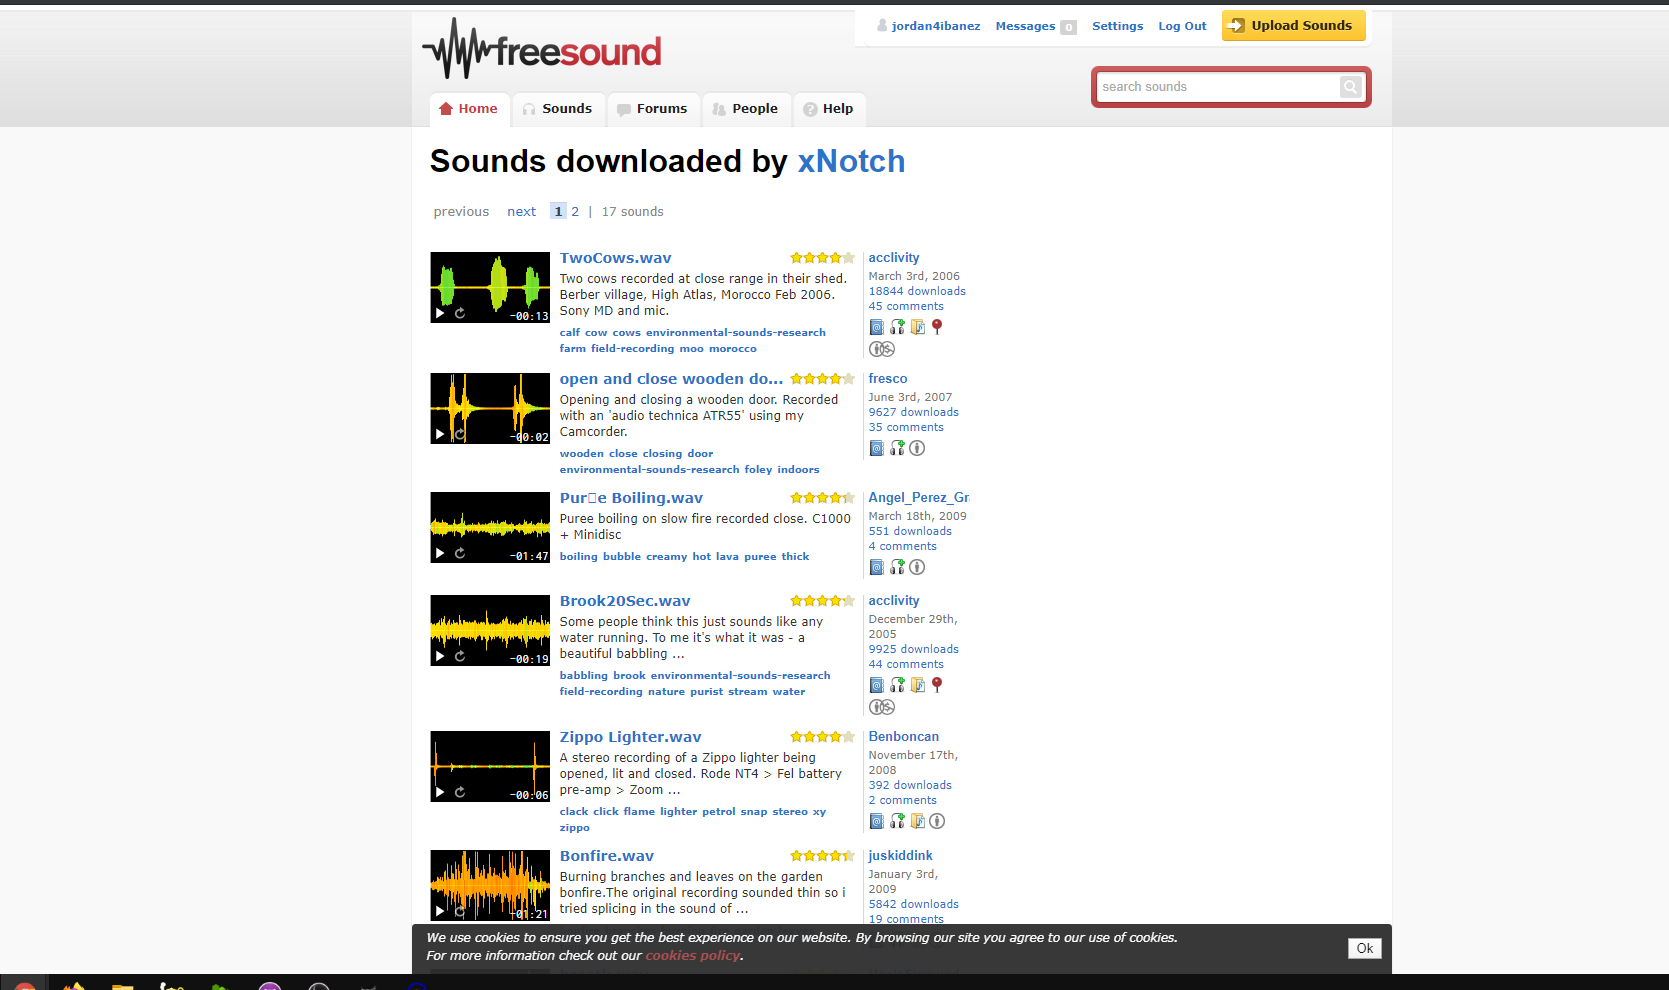 jordan4ibanez Messages 0 Settings Log Out Upload Sounds
freesound
search sounds
Home Sounds Forums People Help
Sounds downloaded by xNotch
previous next 1 2 | 17 sounds
TwoCows.wav
Two cows recorded at close range in their shed.
Berber village, High Atlas, Morocco Feb 2006.
Sony MD and mic.
calf cow cows environmental-sounds-research
farm field-recording moo morocco
-00:13
acclivity
March 3rd, 2006
18844 downloads
45 comments
open and close wooden do...
Opening and closing a wooden door. Recorded
with an 'audio technica ATR55' using my
Camcorder.
wooden close closing door
environmental-sounds-research foley indoors
-00:02
fresco
June 3rd, 2007
9627 downloads
35 comments
Pur▯e Boiling.wav
Puree boiling on slow fire recorded close. C1000
+ Minidisc
boiling bubble creamy hot lava puree thick
-01:47
Angel_Perez_Gr
March 18th, 2009
551 downloads
4 comments
Brook20Sec.wav
Some people think this just sounds like any
water running. To me it's what it was - a
beautiful babbling ...
babbling brook environmental-sounds-research
field-recording nature purist stream water
-00:19
acclivity
December 29th,
2005
9925 downloads
44 comments
Zippo Lighter.wav
A stereo recording of a Zippo lighter being
opened, lit and closed. Rode NT4 > Fel battery
pre-amp > Zoom ...
clack click flame lighter petrol snap stereo xy
zippo
-00:06
Benboncan
November 17th,
2008
392 downloads
2 comments
Bonfire.wav
Burning branches and leaves on the garden
bonfire.The original recording sounded thin so i
tried splicing in the sound of ...
-01:21
juskiddink
January 3rd,
2009
5842 downloads
19 comments
We use cookies to ensure you get the best experience on our website. By browsing our site you agree to our use of cookies.
For more information check out our cookies policy.
Ok